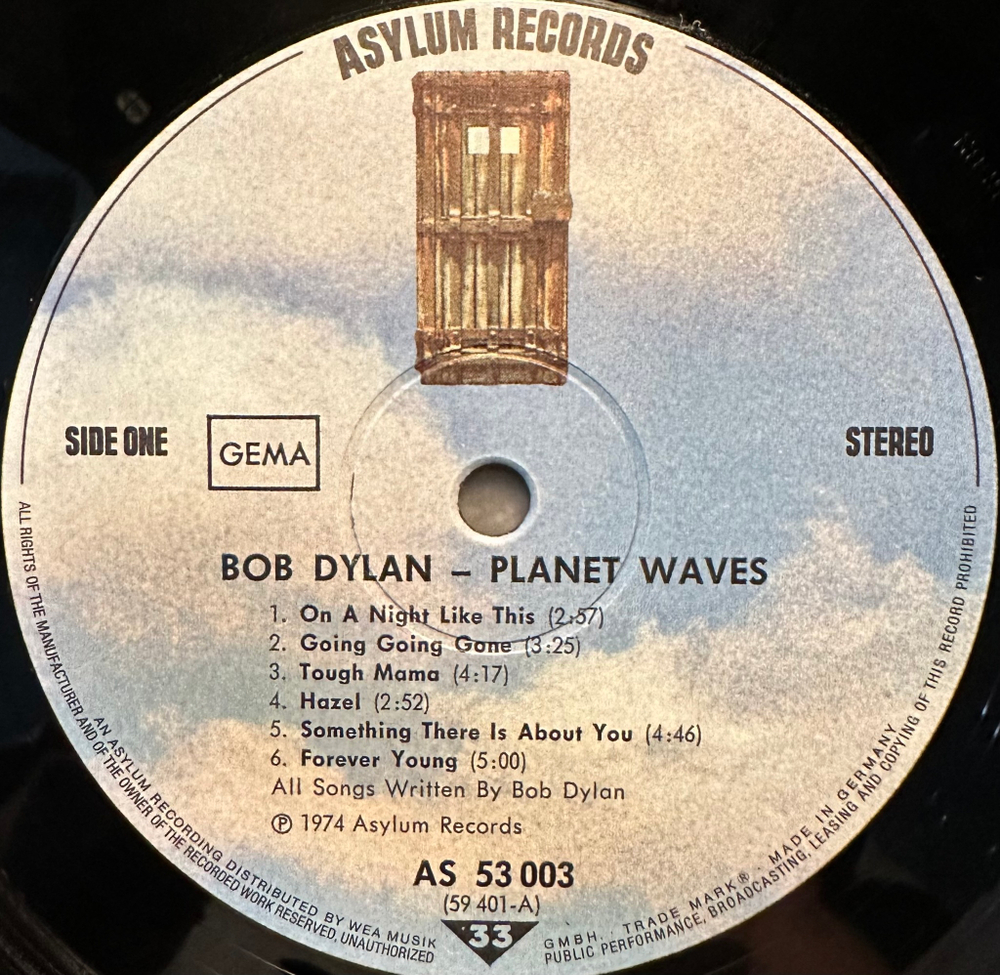 ASYLUM RECORDS
SIDE ONE
GEMA
STEREO
BOB DYLAN – PLANET WAVES
1. On A Night Like This (2:57)
2. Going Going Gone (3:25)
3. Tough Mama (4:17)
4. Hazel (2:52)
5. Something There Is About You (4:46)
6. Forever Young (5:00)
All Songs Written By Bob Dylan
Ⓟ 1974 Asylum Records
AS 53 003
(59 401-A)
33
AN ASYLUM RECORDING DISTRIBUTED BY WEA MUSIK GMBH. . TRADE MARK® . MADE IN GERMANY
ALL RIGHTS OF THE MANUFACTURER AND OF THE OWNER OF THE RECORDED WORK RESERVED. UNAUTHORIZED PUBLIC PERFORMANCE, BROADCASTING, LEASING AND COPYING OF THIS RECORD PROHIBITED